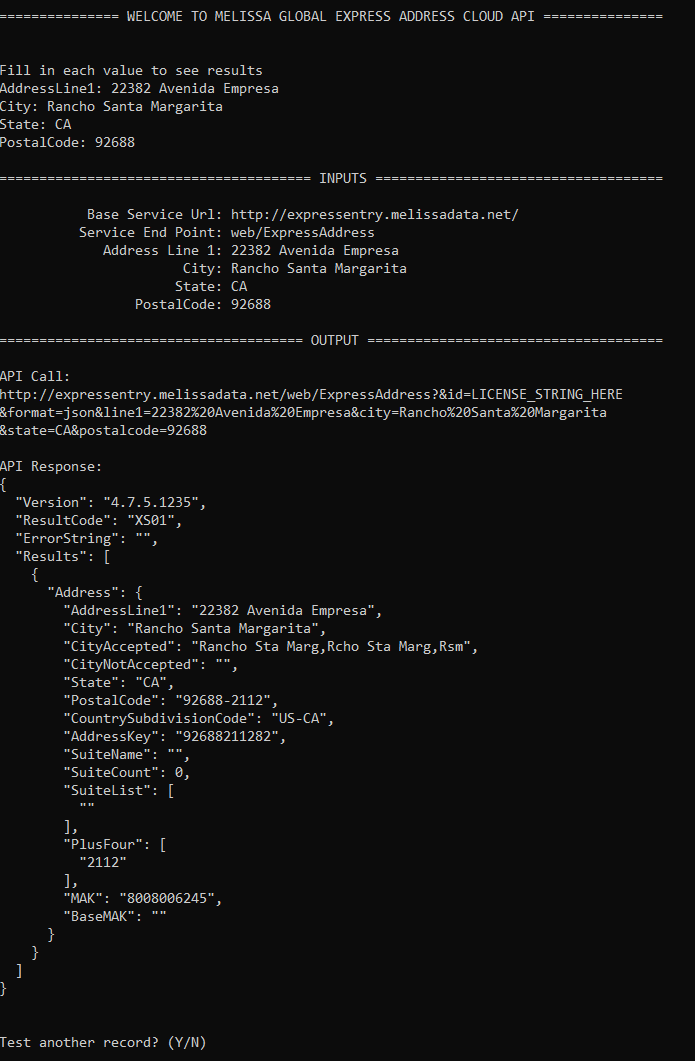 =============== WELCOME TO MELISSA GLOBAL EXPRESS ADDRESS CLOUD API ===============
Fill in each value to see results
AddressLine1: 22382 Avenida Empresa
City: Rancho Santa Margarita
State: CA
PostalCode: 92688
======================================= INPUTS ====================================
Base Service Url: http://expressentry.melissadata.net/
Service End Point: web/ExpressAddress
Address Line 1: 22382 Avenida Empresa
City: Rancho Santa Margarita
State: CA
PostalCode: 92688
====================================== OUTPUT =====================================
API Call:
http://expressentry.melissadata.net/web/ExpressAddress?&id=LICENSE_STRING_HERE
&format=json&line1=22382%20Avenida%20Empresa&city=Rancho%20Santa%20Margarita
&state=CA&postalcode=92688
API Response:
{
  "Version": "4.7.5.1235",
  "ResultCode": "XS01",
  "ErrorString": "",
  "Results": [
    {
      "Address": {
        "AddressLine1": "22382 Avenida Empresa",
        "City": "Rancho Santa Margarita",
        "CityAccepted": "Rancho Sta Marg,Rcho Sta Marg,Rsm",
        "CityNotAccepted": "",
        "State": "CA",
        "PostalCode": "92688-2112",
        "CountrySubdivisionCode": "US-CA",
        "AddressKey": "92688211282",
        "SuiteName": "",
        "SuiteCount": 0,
        "SuiteList": [
          ""
        ],
        "PlusFour": [
          "2112"
        ],
        "MAK": "8008006245",
        "BaseMAK": ""
      }
    }
  ]
}
Test another record? (Y/N)